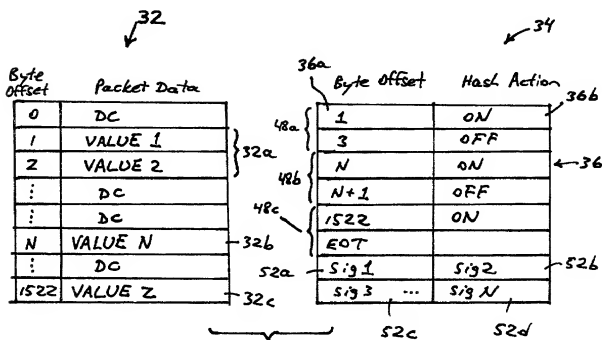 32
34
Byte Offset
Packet Data
0 DC
1 VALUE 1
2 VALUE 2
⋮ DC
⋮ DC
N VALUE N
⋮ DC
1522 VALUE Z
32a
32b
32c
36a
Byte Offset
Hash Action
1 ON
3 OFF
N ON
N+1 OFF
1522 ON
EOT
Sig 1 Sig 2
Sig 3 ... Sig N
48a
48b
48c
52a
36b
36
52b
52c
52d